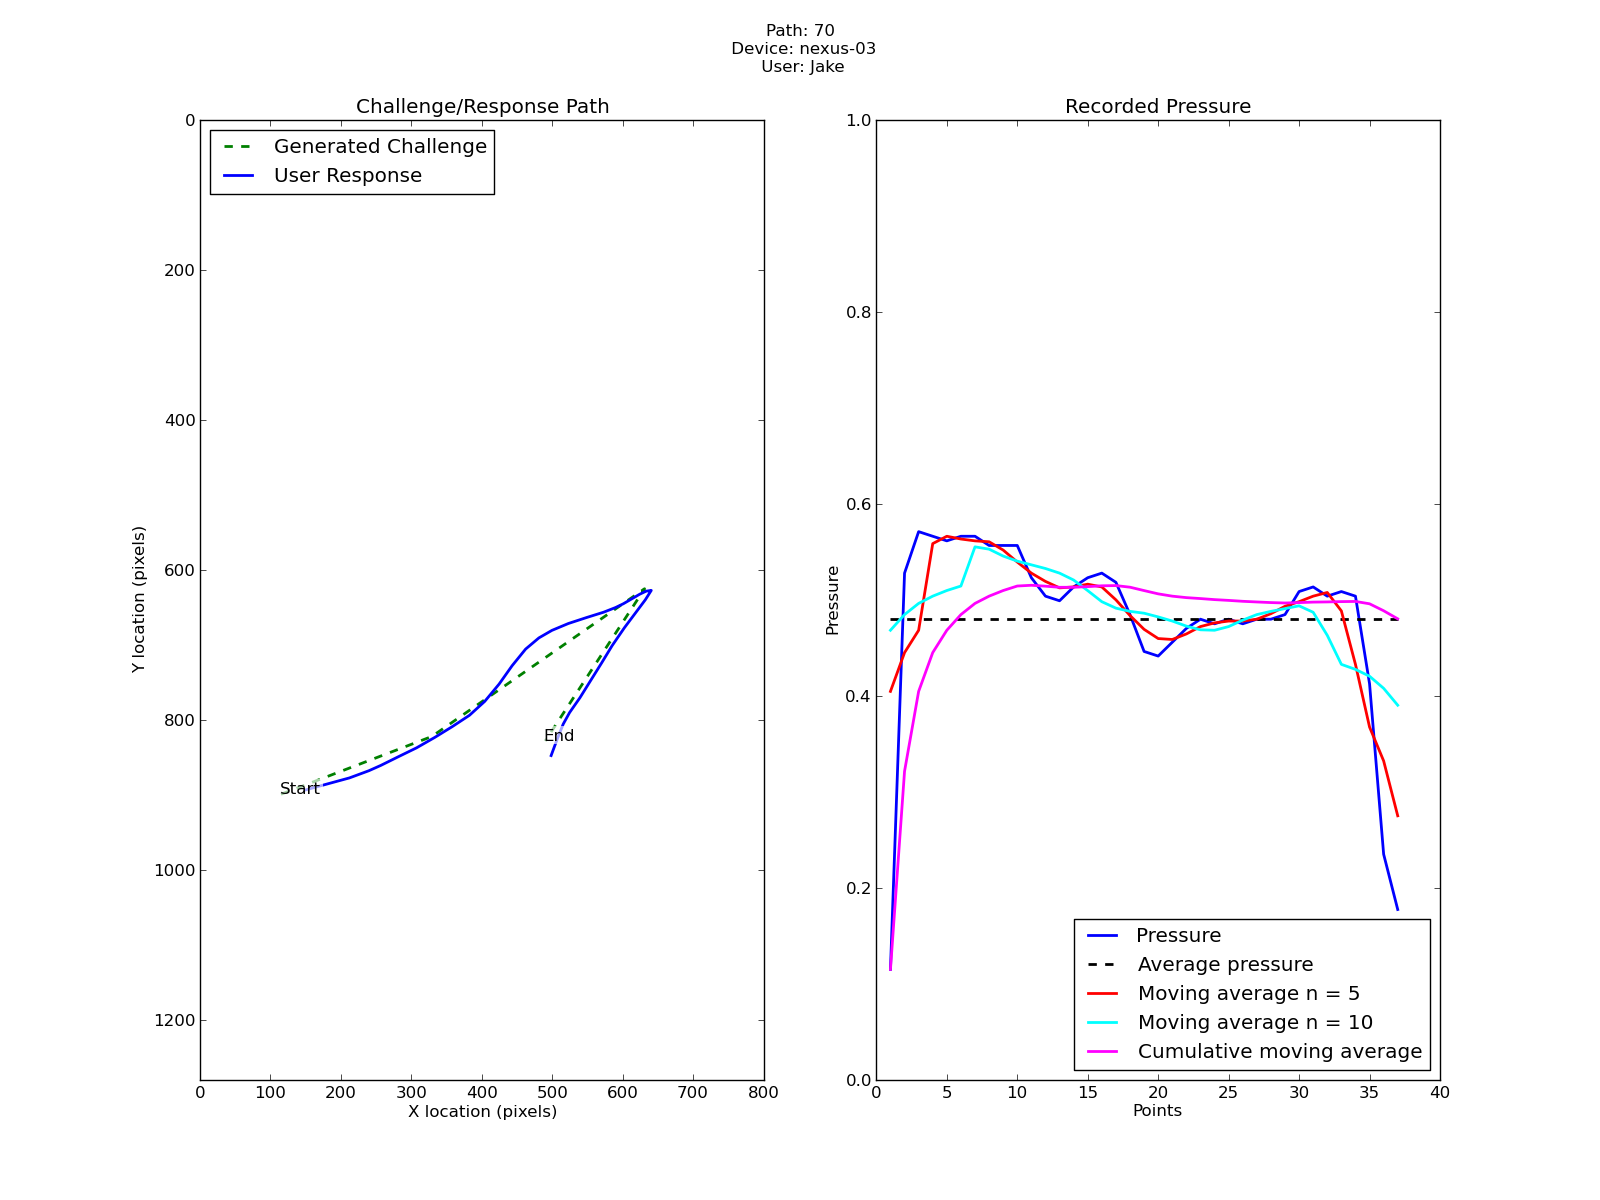 Path: 70
Device: nexus-03
User: Jake
Challenge/Response Path
Generated Challenge
User Response
0
200
400
600
800
1000
1200
Y location (pixels)
Start
End
0 100 200 300 400 500 600 700 800
X location (pixels)
Recorded Pressure
1.0
0.8
0.6
0.4
0.2
0.0
Pressure
Pressure
Average pressure
Moving average n = 5
Moving average n = 10
Cumulative moving average
0 5 10 15 20 25 30 35 40
Points